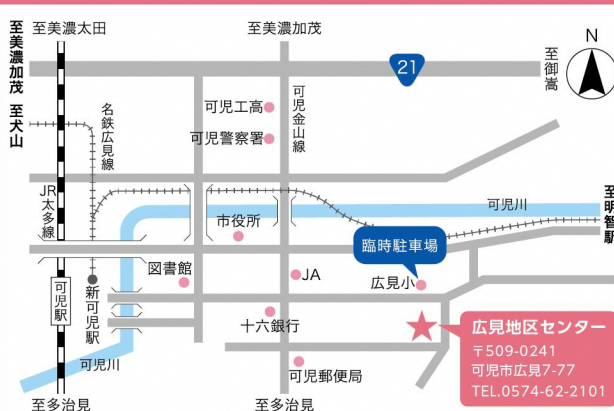 至美濃加茂
至犬山
至美濃太田
至美濃加茂
N
至御嵩
21
名鉄広見線
可児工高
可児警察署
可児金山線
JR太多線
可児川
至明智駅
市役所
臨時駐車場
図書館
JA
広見小
可児駅
新可児駅
十六銀行
広見地区センター
〒509-0241
可児市広見7-77
TEL.0574-62-2101
可児川
可児郵便局
至多治見
至多治見